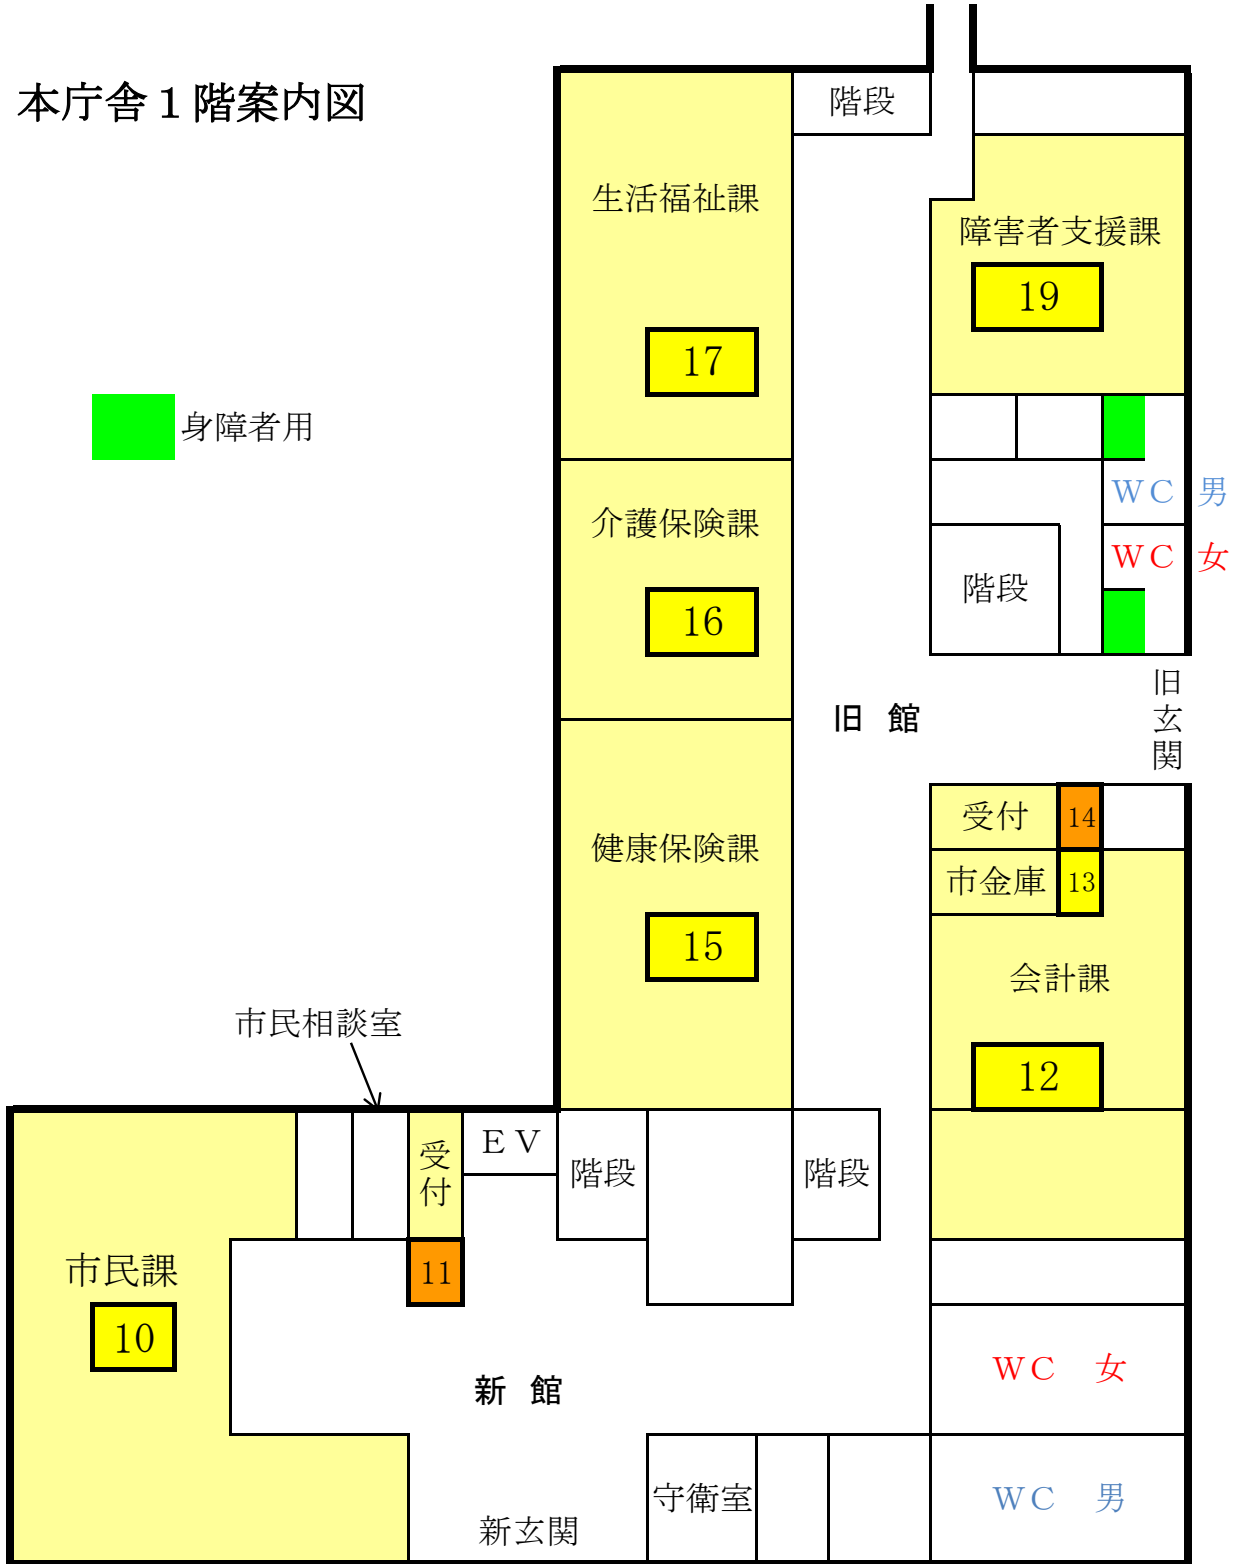 本庁舎１階案内図
階段
生活福祉課
障害者支援課
19
17
身障者用
ＷＣ 男
介護保険課
ＷＣ 女
階段
16
旧玄関
旧 館
受付
14
健康保険課
市金庫
13
15
会計課
市民相談室
12
ＥＶ
受付
階段
階段
市民課
11
10
ＷＣ 女
新 館
守衛室
ＷＣ 男
新玄関